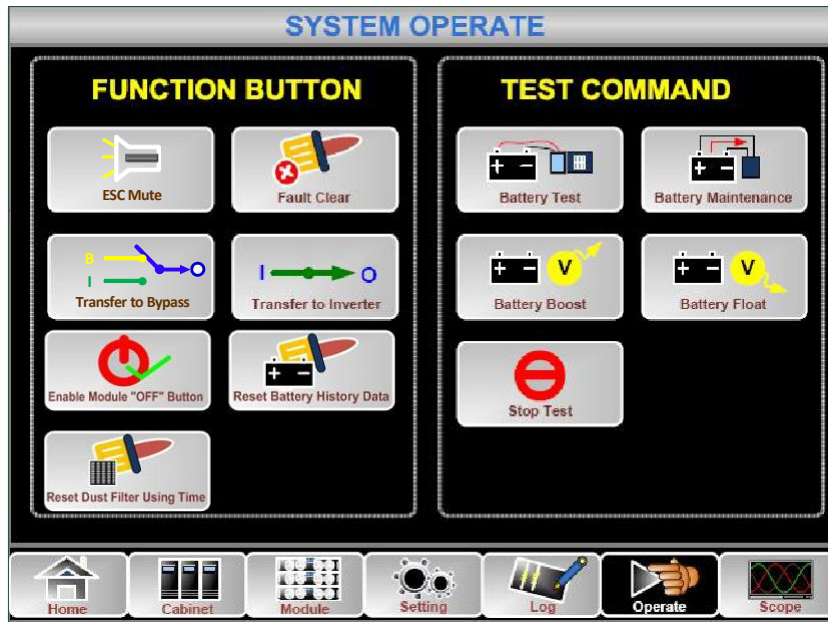 SYSTEM OPERATE
FUNCTION BUTTON
ESC Mute
Fault Clear
B
I
Transfer to Bypass
I O
Transfer to Inverter
Enable Module "OFF" Button
Reset Battery History Data
Reset Dust Filter Using Time
TEST COMMAND
Battery Test
Battery Maintenance
V
Battery Boost
V
Battery Float
Stop Test
Home
Cabinet
Module
Setting
Log
Operate
Scope